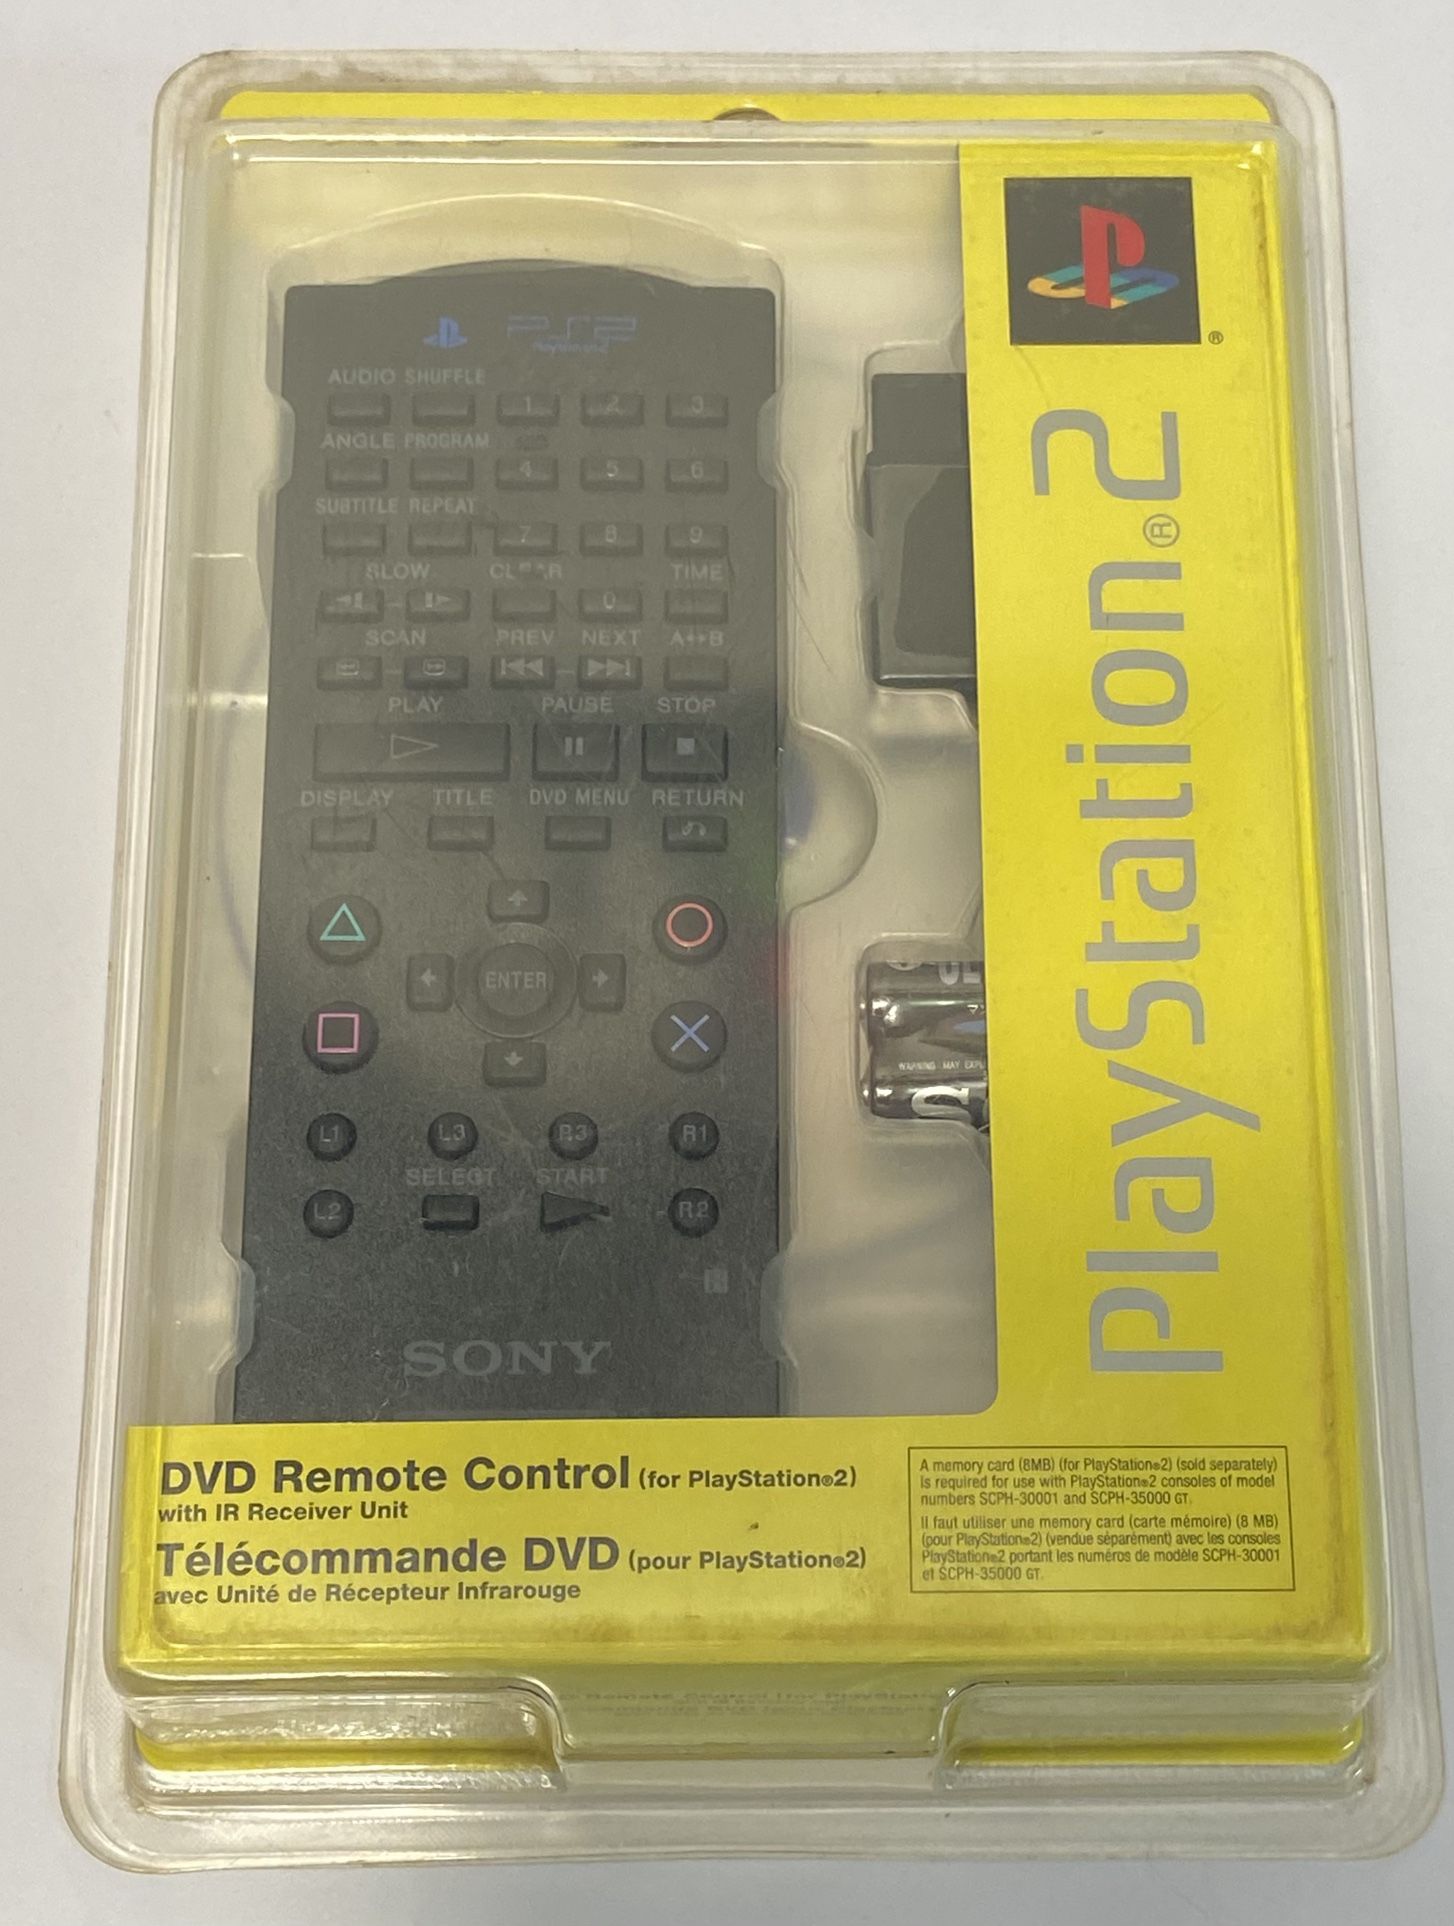 PlayStation®2
®
PS2
PlayStation 2
AUDIO SHUFFLE
1 2 3
ANGLE PROGRAM
4 5 6
SUBTITLE REPEAT
7 8 9
SLOW CLEAR TIME
0
SCAN PREV NEXT A↔B
PLAY PAUSE STOP
DISPLAY TITLE DVD MENU RETURN
ENTER
L1 L3 R3 R1
SELECT START
L2 R2
SONY
WARNING MAY
DVD Remote Control (for PlayStation®2)
with IR Receiver Unit
Télécommande DVD (pour PlayStation®2)
avec Unité de Récepteur Infrarouge
A memory card (8MB) (for PlayStation®2) (sold separately)
is required for use with PlayStation®2 consoles of model
numbers SCPH-30001 and SCPH-35000 GT.
Il faut utiliser une memory card (carte mémoire) (8 MB)
(pour PlayStation®2) (vendue séparément) avec les consoles
PlayStation®2 portant les numéros de modèle SCPH-30001
et SCPH-35000 GT.